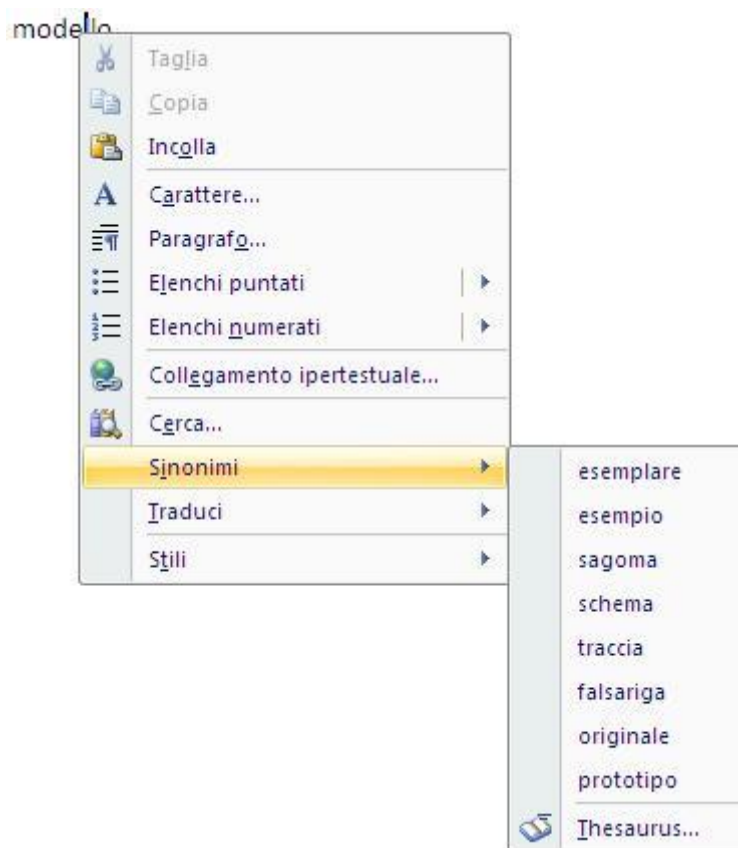 modello
Taglia
Copia
Incolla
Carattere...
Paragrafo...
Elenchi puntati
Elenchi numerati
Collegamento ipertestuale...
Cerca...
Sinonimi
Traduci
Stili
esemplare
esempio
sagoma
schema
traccia
falsariga
originale
prototipo
Thesaurus...